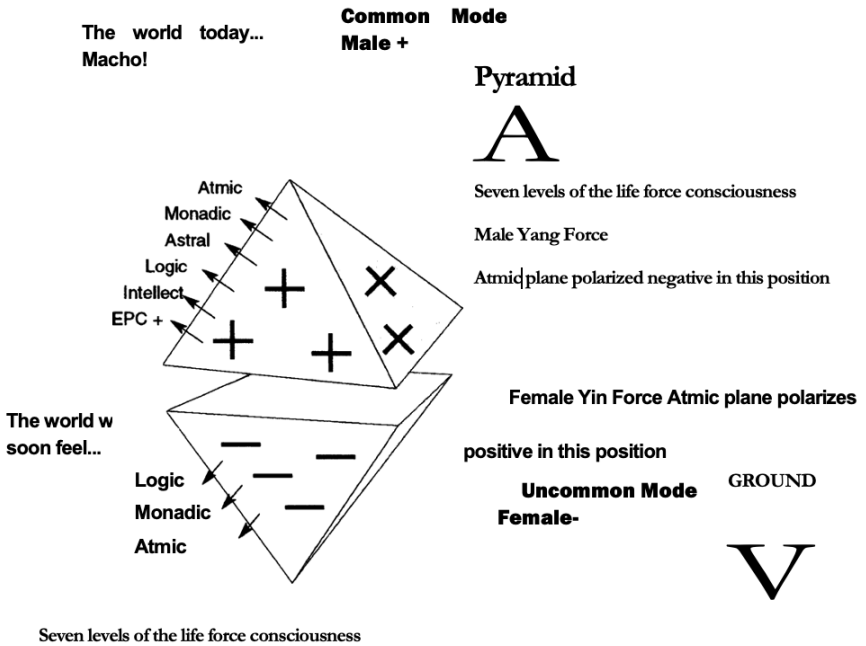 The world today...
Macho!
Common Mode
Male +
Pyramid
A
Seven levels of the life force consciousness
Male Yang Force
Atmic plane polarized negative in this position
Atmic
Monadic
Astral
Logic
Intellect
EPC +
Female Yin Force Atmic plane polarizes
positive in this position
The world w
soon feel...
Logic
Monadic
Atmic
Uncommon Mode
Female-
GROUND
V
Seven levels of the life force consciousness